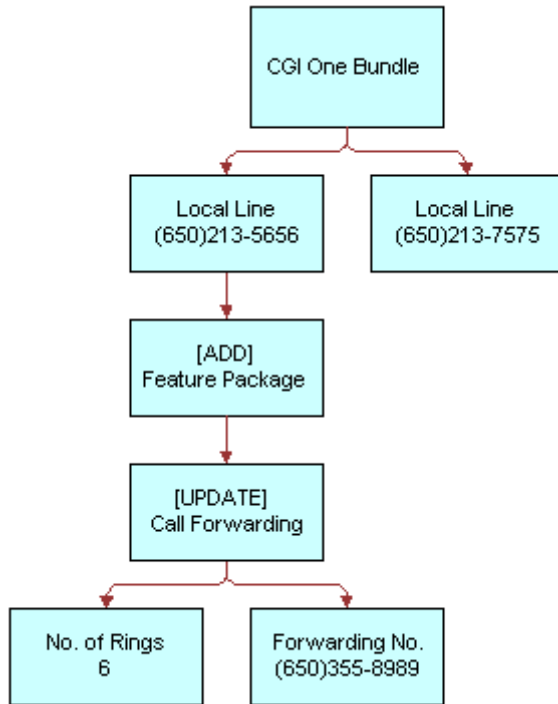 CGI One Bundle
Local Line
(650)213-5656
Local Line
(650)213-7575
[ADD]
Feature Package
[UPDATE]
Call Forwarding
No. of Rings
6
Forwarding No.
(650)355-8989